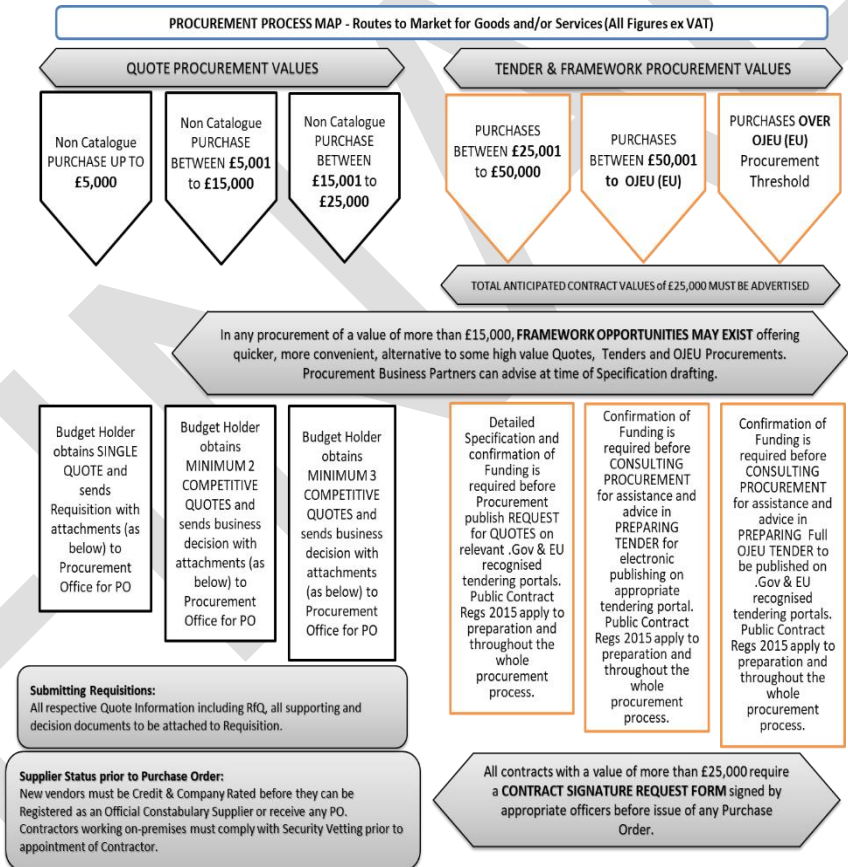 PROCUREMENT PROCESS MAP - Routes to Market for Goods and/or Services (All Figures ex VAT)
QUOTE PROCUREMENT VALUES
TENDER & FRAMEWORK PROCUREMENT VALUES
Non Catalogue
PURCHASE UP TO
£5,000
Non Catalogue
PURCHASE
BETWEEN £5,001
to £15,000
Non Catalogue
PURCHASE
BETWEEN
£15,001 to
£25,000
PURCHASES
BETWEEN £25,001
to £50,000
PURCHASES
BETWEEN £50,001
to OJEU (EU)
PURCHASES OVER
OJEU (EU)
Procurement
Threshold
TOTAL ANTICIPATED CONTRACT VALUES of £25,000 MUST BE ADVERTISED
In any procurement of a value of more than £15,000, FRAMEWORK OPPORTUNITIES MAY EXIST offering
quicker, more convenient, alternative to some high value Quotes, Tenders and OJEU Procurements.
Procurement Business Partners can advise at time of Specification drafting.
Budget Holder
obtains SINGLE
QUOTE and
sends
Requisition with
attachments (as
below) to
Procurement
Office for PO
Budget Holder
obtains
MINIMUM 2
COMPETITIVE
QUOTES and
sends business
decision with
attachments (as
below) to
Procurement
Office for PO
Budget Holder
obtains
MINIMUM 3
COMPETITIVE
QUOTES and
sends business
decision with
attachments
(as below) to
Procurement
Office for PO
Detailed
Specification and
confirmation of
Funding is
required before
Procurement
publish REQUEST
for QUOTES on
relevant .Gov & EU
recognised
tendering portals.
Public Contract
Regs 2015 apply to
preparation and
throughout the
whole
procurement
process.
Confirmation of
Funding is
required before
CONSULTING
PROCUREMENT
for assistance and
advice in
PREPARING
TENDER for
electronic
publishing on
appropriate
tendering portal.
Public Contract
Regs 2015 apply to
preparation and
throughout the
whole
procurement
process.
Confirmation of
Funding is
required before
CONSULTING
PROCUREMENT
for assistance and
advice in
PREPARING Full
OJEU TENDER to
be published on
.Gov & EU
recognised
tendering portals.
Public Contract
Regs 2015 apply to
preparation and
throughout the
whole
procurement
process.
Submitting Requisitions:
All respective Quote Information including RfQ, all supporting and
decision documents to be attached to Requisition.
Supplier Status prior to Purchase Order:
New vendors must be Credit & Company Rated before they can be
Registered as an Official Constabulary Supplier or receive any PO.
Contractors working on-premises must comply with Security Vetting prior to
appointment of Contractor.
All contracts with a value of more than £25,000 require
a CONTRACT SIGNATURE REQUEST FORM signed by
appropriate officers before issue of any Purchase
Order.